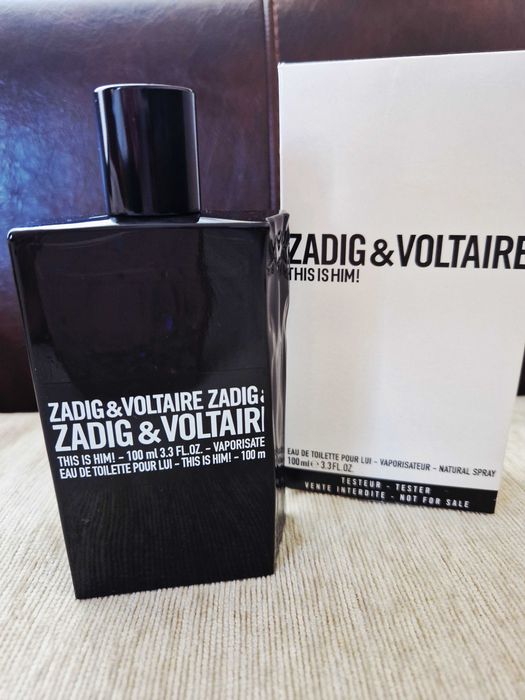 ZADIG & VOLTAIRE ZADIG &
ZADIG & VOLTAIR
THIS IS HIM! – 100 ml 3.3 FL.OZ. – VAPORISATE
EAU DE TOILETTE POUR LUI – THIS IS HIM! – 100 m
ZADIG & VOLTAIRE
THIS IS HIM!
EAU DE TOILETTE POUR LUI – VAPORISATEUR – NATURAL SPRAY
100 ml e 3.3 FL.OZ.
TESTEUR – TESTER
VENTE INTERDITE – NOT FOR SALE